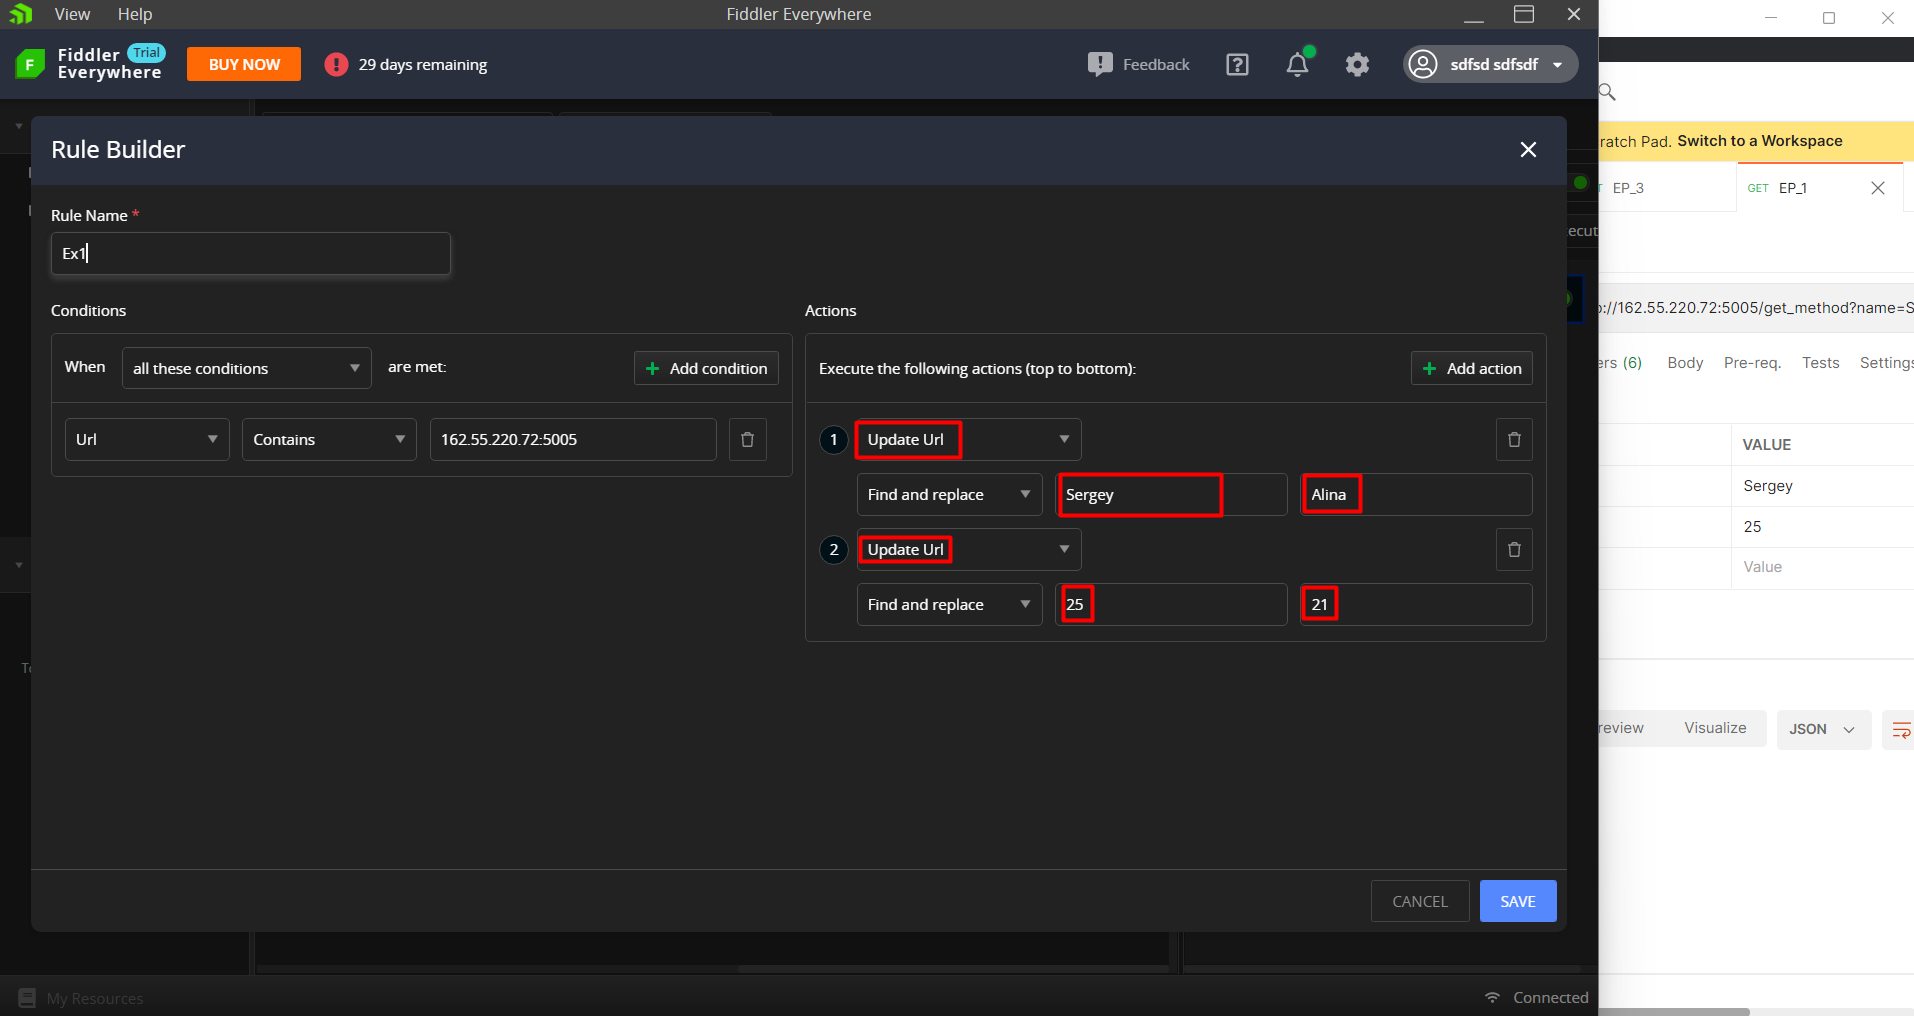 View Help
Fiddler Everywhere
Fiddler Everywhere Trial
BUY NOW
29 days remaining
Feedback
sdfsd sdfsdf
Rule Builder
Rule Name *
Ex1
Conditions
When all these conditions are met:
Add condition
Url Contains 162.55.220.72:5005
Actions
Execute the following actions (top to bottom):
Add action
1 Update Url
Find and replace Sergey Alina
2 Update Url
Find and replace 25 21
CANCEL SAVE
My Resources
Connected
ratch Pad. Switch to a Workspace
EP_3
GET EP_1
ecut
://162.55.220.72:5005/get_method?name=S
ers (6) Body Pre-req. Tests Settings
VALUE
Sergey
25
Value
review Visualize JSON